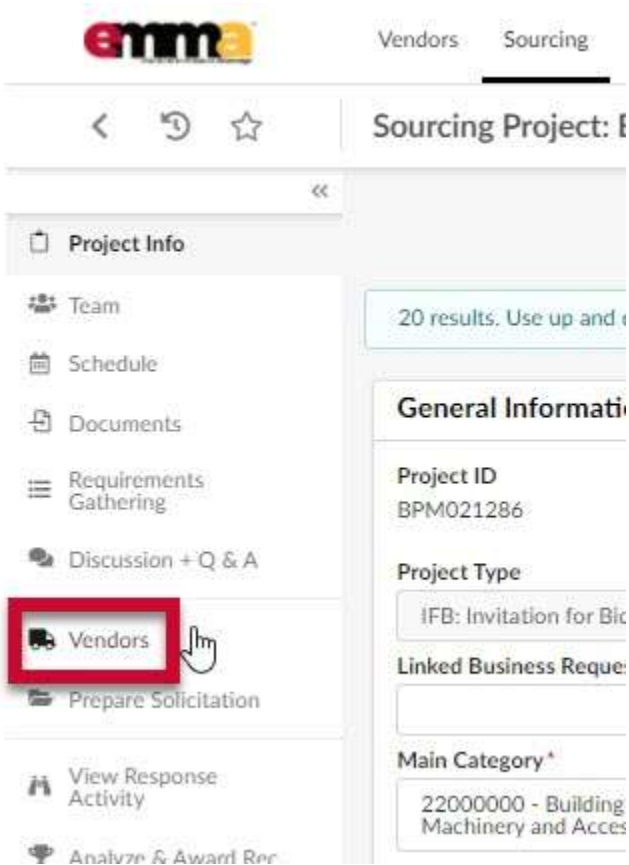 emma
Vendors Sourcing
Sourcing Project:
«
Project Info
Team
20 results. Use up and
Schedule
General Informati
Documents
Project ID
Requirements
Gathering
BPM021286
Discussion + Q & A
Project Type
IFB: Invitation for Bi
Vendors
Linked Business Reque
Prepare Solicitation
Main Category*
View Response
Activity
22000000 - Building
Machinery and Acces
Analyze & Award Rec